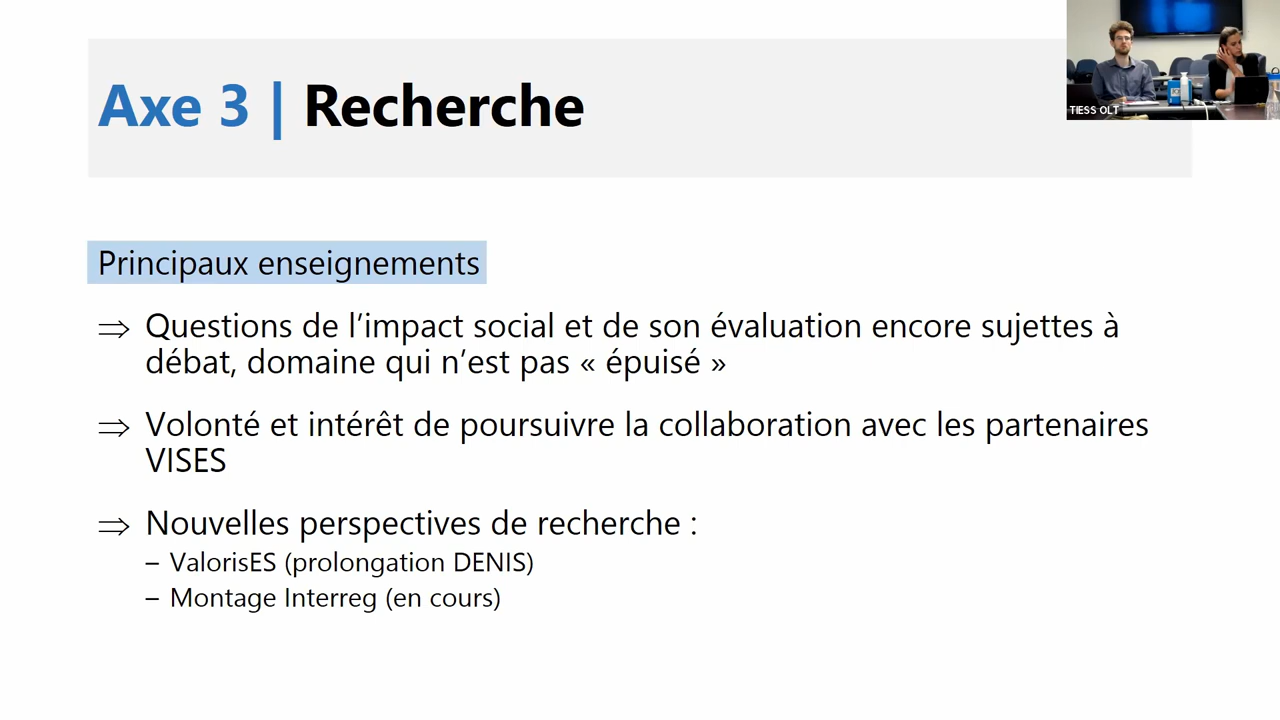 Axe 3 | Recherche
TIESS OLT
Principaux enseignements
⇒ Questions de l’impact social et de son évaluation encore sujettes à
débat, domaine qui n’est pas « épuisé »
⇒ Volonté et intérêt de poursuivre la collaboration avec les partenaires
VISES
⇒ Nouvelles perspectives de recherche :
– ValorisES (prolongation DENIS)
– Montage Interreg (en cours)